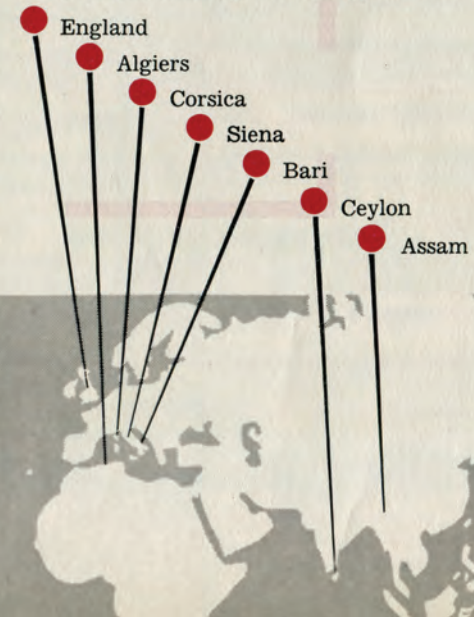 England
Algiers
Corsica
Siena
Bari
Ceylon
Assam